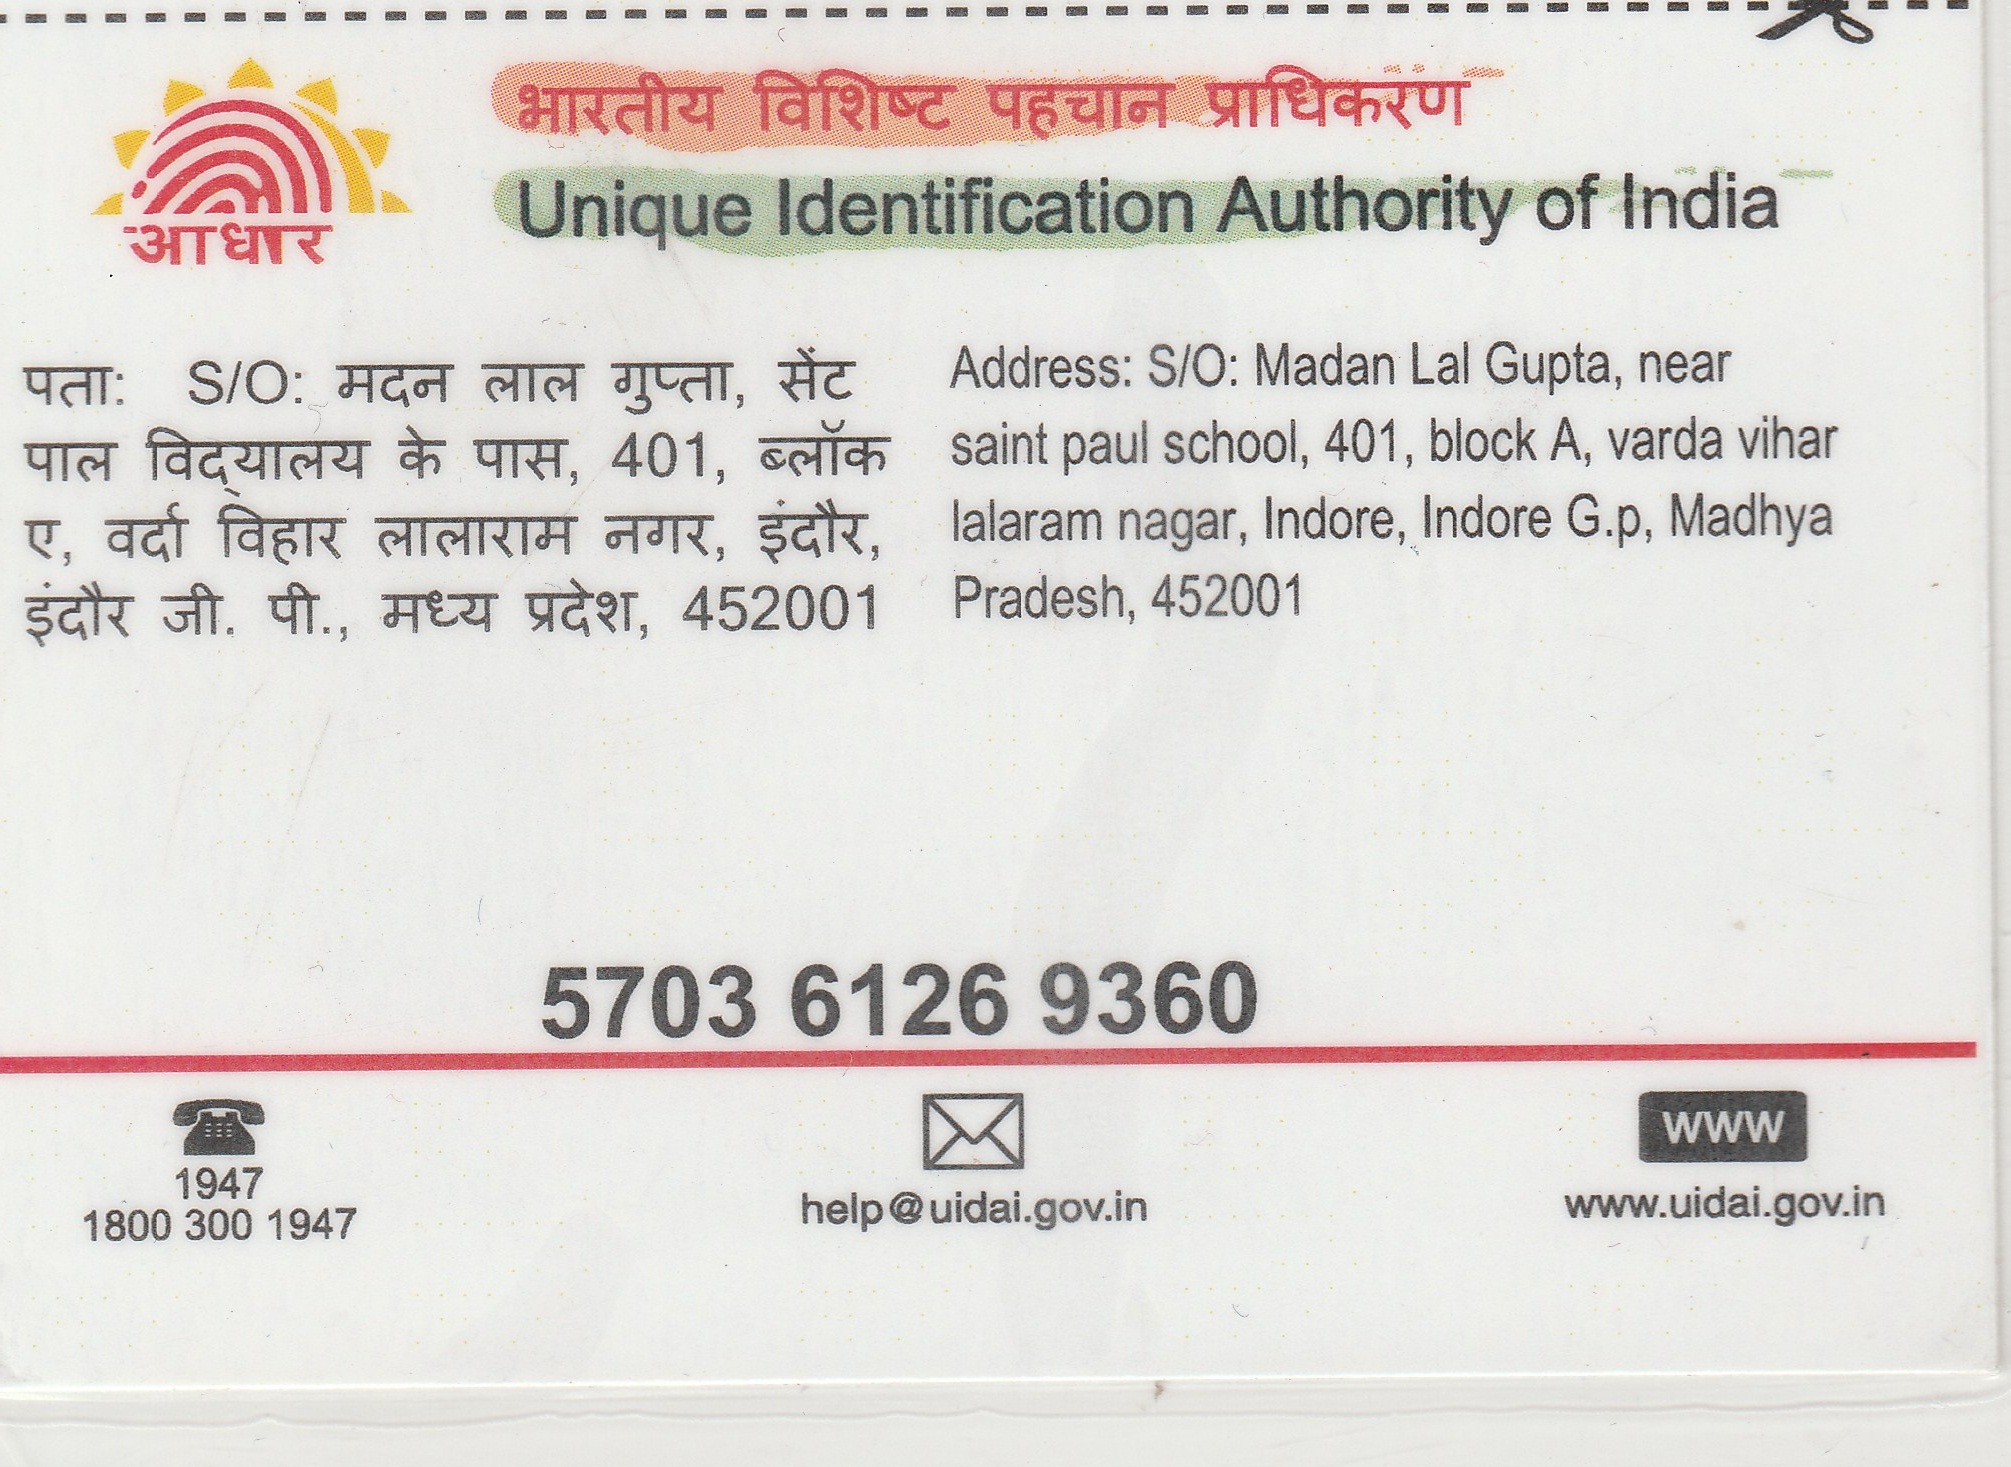 आधार
भारतीय विशिष्ट पहचान प्राधिकरण
Unique Identification Authority of India
पता: S/O: मदन लाल गुप्ता, सेंट
पाल विद्यालय के पास, 401, ब्लॉक
ए, वर्दा विहार लालाराम नगर, इंदौर,
इंदौर जी. पी., मध्य प्रदेश, 452001
Address: S/O: Madan Lal Gupta, near
saint paul school, 401, block A, varda vihar
lalaram nagar, Indore, Indore G.p, Madhya
Pradesh, 452001
5703 6126 9360
1947
1800 300 1947
help@uidai.gov.in
www
www.uidai.gov.in